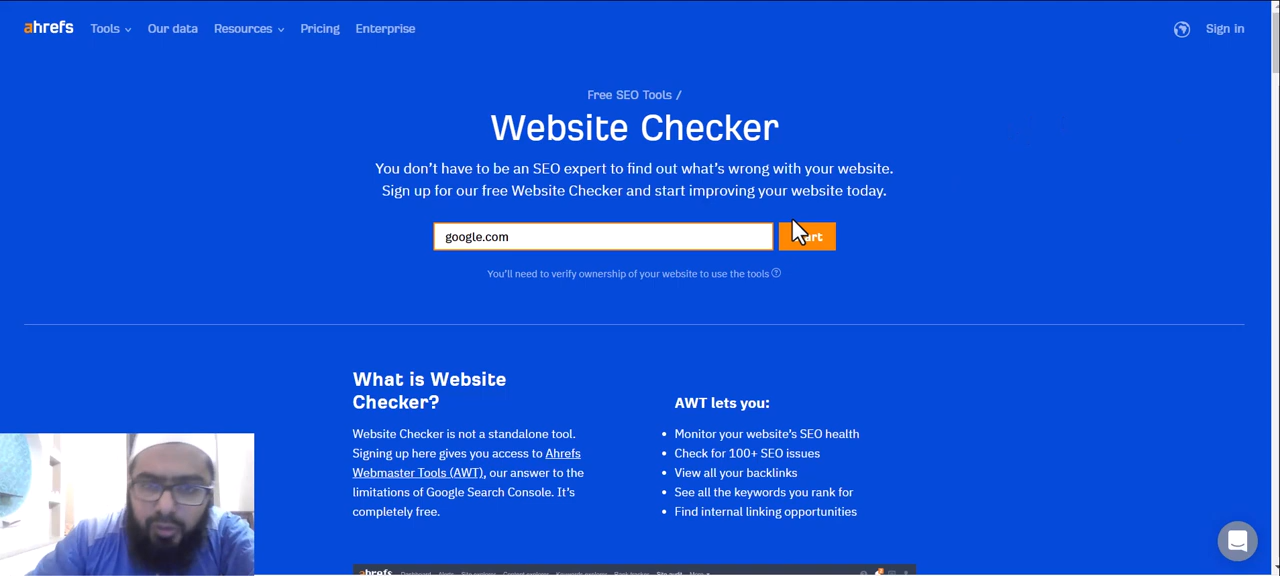 ahrefs Tools Our data Resources Pricing Enterprise Sign in
Free SEO Tools /
Website Checker
You don't have to be an SEO expert to find out what's wrong with your website.
Sign up for our free Website Checker and start improving your website today.
google.com
You'll need to verify ownership of your website to use the tools
What is Website
Checker?
Website Checker is not a standalone tool.
Signing up here gives you access to Ahrefs
Webmaster Tools (AWT), our answer to the
limitations of Google Search Console. It's
completely free.
AWT lets you:
• Monitor your website's SEO health
• Check for 100+ SEO issues
• View all your backlinks
• See all the keywords you rank for
• Find internal linking opportunities
ahrefs